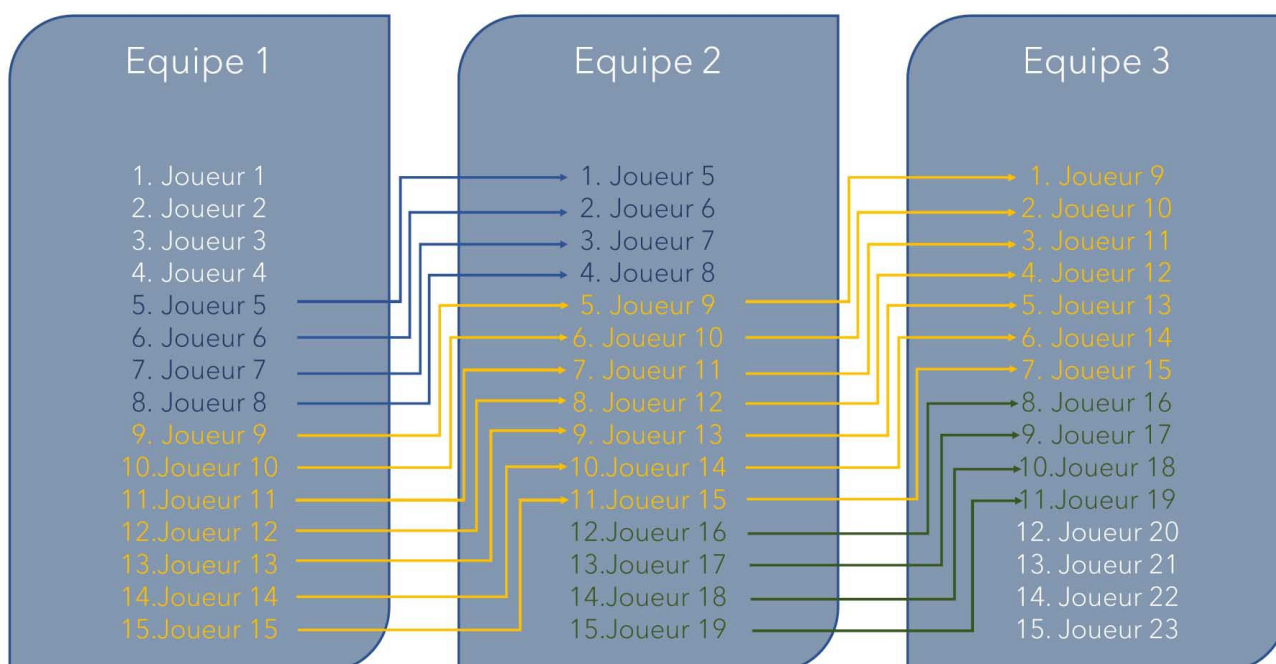 Equipe 1
1. Joueur 1
2. Joueur 2
3. Joueur 3
4. Joueur 4
5. Joueur 5
6. Joueur 6
7. Joueur 7
8. Joueur 8
9. Joueur 9
10.Joueur 10
11.Joueur 11
12.Joueur 12
13.Joueur 13
14.Joueur 14
15.Joueur 15
Equipe 2
1. Joueur 5
2. Joueur 6
3. Joueur 7
4. Joueur 8
5. Joueur 9
6. Joueur 10
7. Joueur 11
8. Joueur 12
9. Joueur 13
10.Joueur 14
11.Joueur 15
12.Joueur 16
13.Joueur 17
14.Joueur 18
15.Joueur 19
Equipe 3
1. Joueur 9
2. Joueur 10
3. Joueur 11
4. Joueur 12
5. Joueur 13
6. Joueur 14
7. Joueur 15
8. Joueur 16
9. Joueur 17
10.Joueur 18
11.Joueur 19
12. Joueur 20
13. Joueur 21
14. Joueur 22
15. Joueur 23